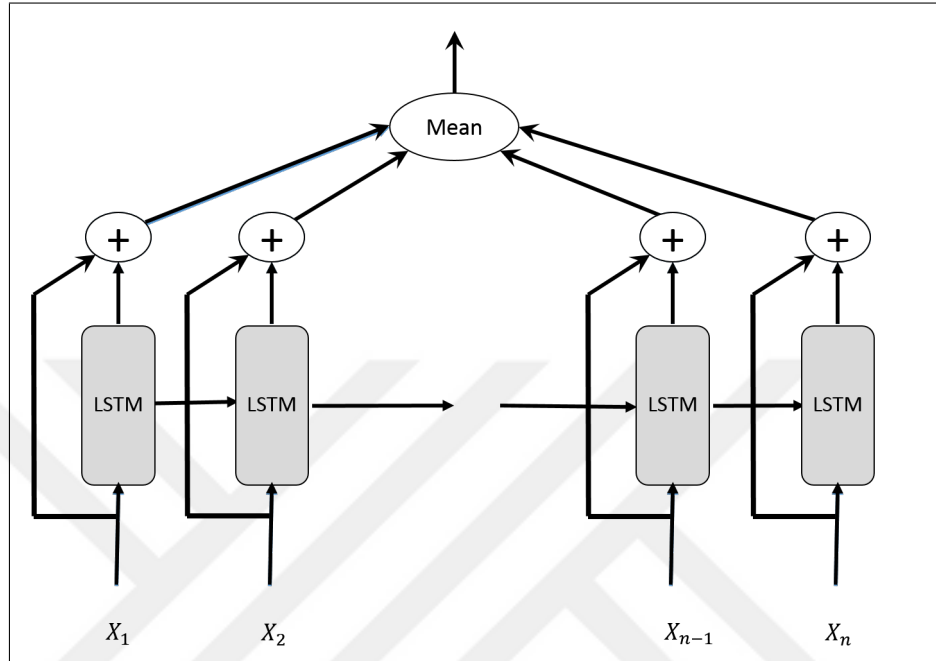 Mean
+ + + +
LSTM LSTM LSTM LSTM
X₁ X₂ Xₙ₋₁ Xₙ